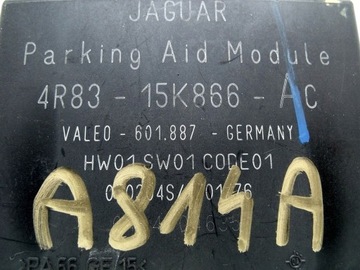 JAGUAR
Parking Aid Module
4R83 - 15K866 - AC
VALEO - 601.887 - GERMANY
HW01 SW01 CODE01
A814A